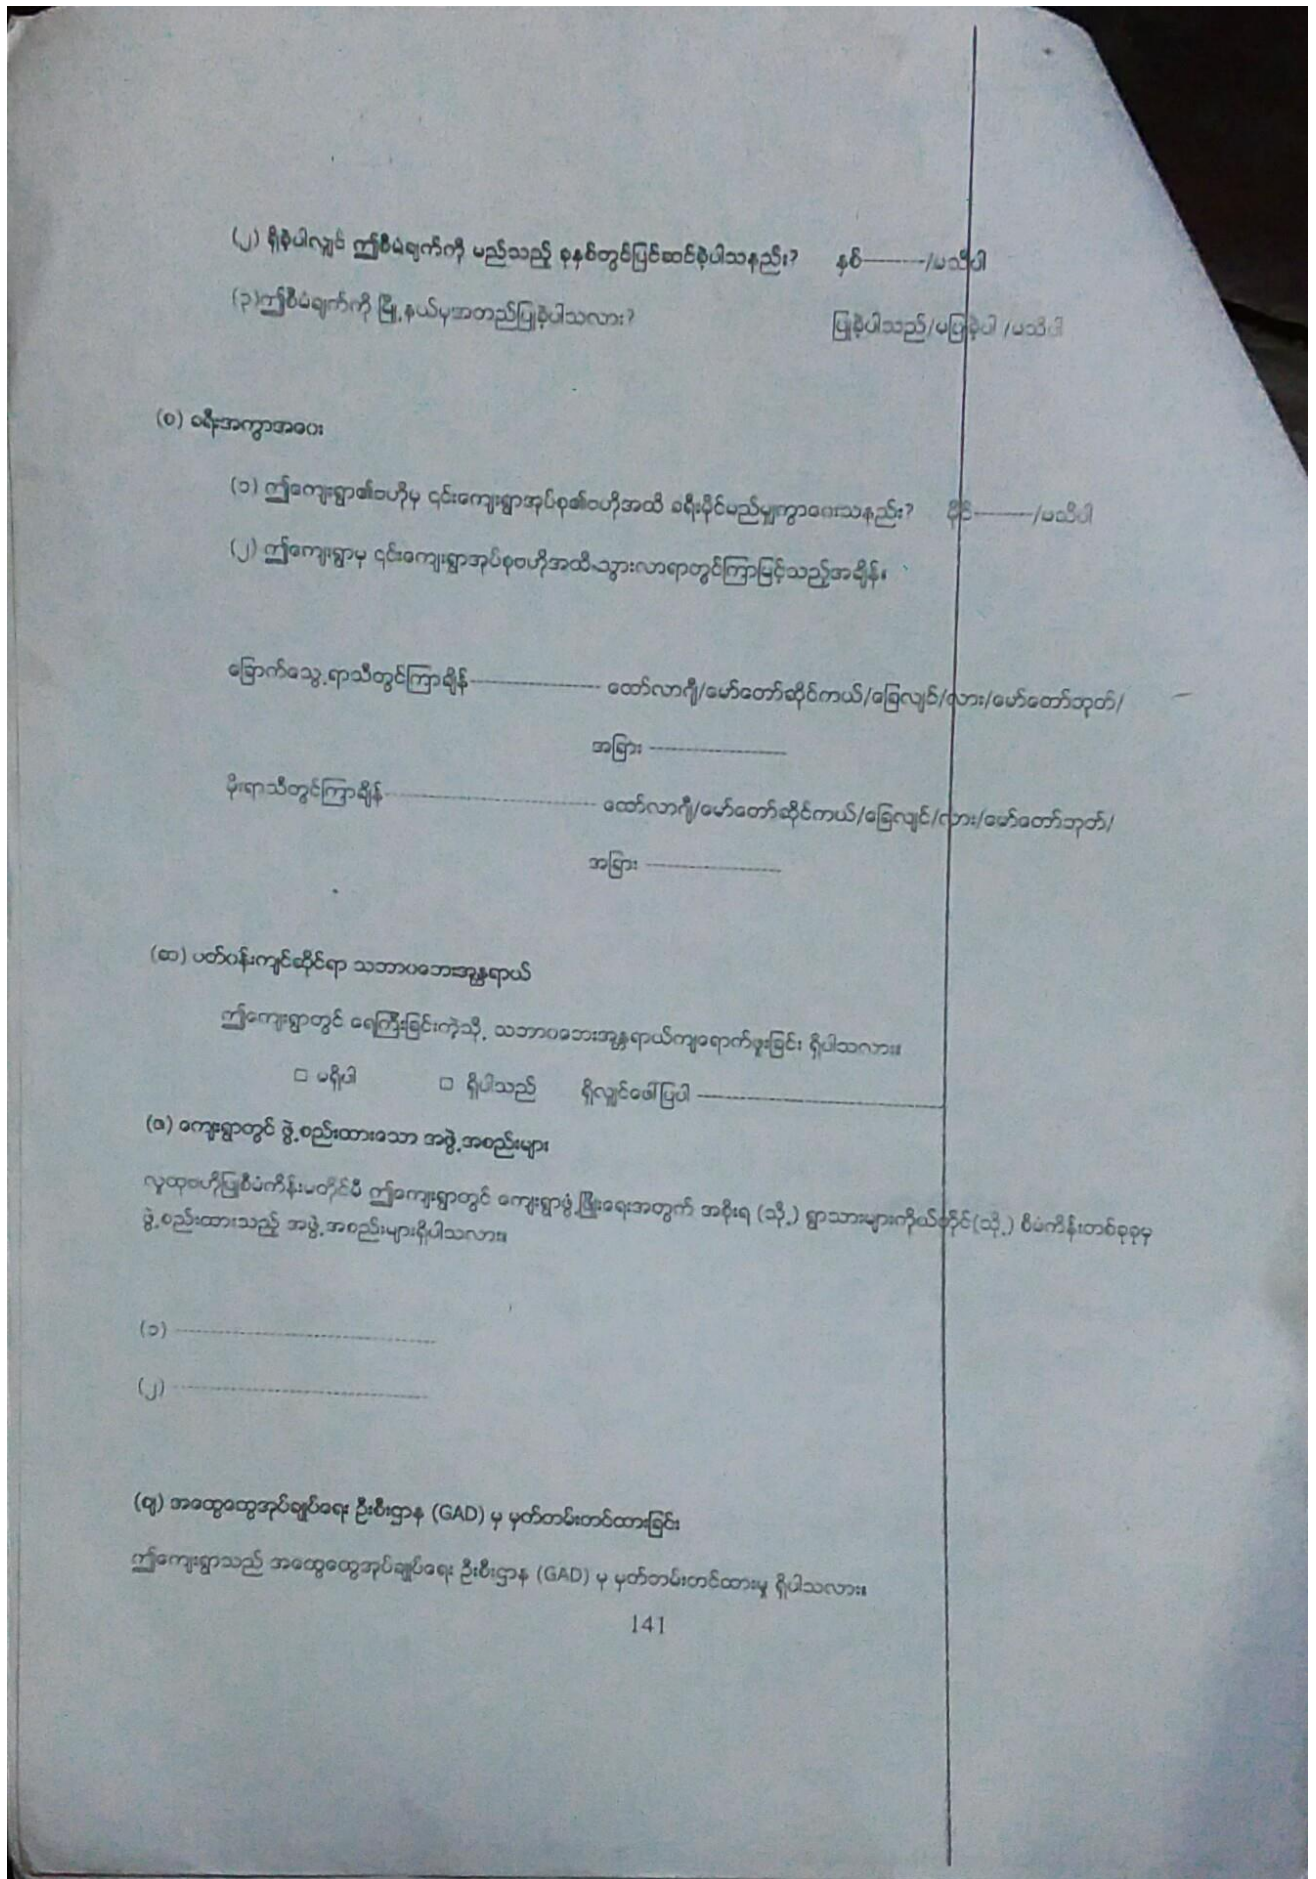 (၂) ရှိခဲ့ပါလျှင် ဤစီမံချက်ကို မည်သည့် ခုနှစ်တွင်ပြင်ဆင်ခဲ့ပါသနည်း? နှစ်--------/မသိပါ
(၃)ဤစီမံချက်ကို မြို့နယ်မှအတည်ပြုခဲ့ပါသလား? ပြုခဲ့ပါသည်/မပြုခဲ့ပါ /မသိပါ
(စ) ခရီးအကွာအဝေး
(၁) ဤကျေးရွာ၏ဗဟိုမှ ၎င်းကျေးရွာအုပ်စု၏ဗဟိုအထိ ခရီးမိုင်မည်မျှကွာဝေးသနည်း? မိုင်--------/မသိပါ
(၂) ဤကျေးရွာမှ ၎င်းကျေးရွာအုပ်စုဗဟိုအထိသွားလာရာတွင်ကြာမြင့်သည့်အချိန်။
ခြောက်သွေ့ရာသီတွင်ကြာချိန်-------------------- ထော်လာဂျီ/မော်တော်ဆိုင်ကယ်/ခြေလျင်/ကား/မော်တော်ဘုတ်/
အခြား --------------------
မိုးရာသီတွင်ကြာချိန်-------------------------------- ထော်လာဂျီ/မော်တော်ဆိုင်ကယ်/ခြေလျင်/ကား/မော်တော်ဘုတ်/
အခြား --------------------
(ဆ) ပတ်ဝန်းကျင်ဆိုင်ရာ သဘာဝဘေးအန္တရာယ်
ဤကျေးရွာတွင် ရေကြီးခြင်းကဲ့သို့ သဘာဝဘေးအန္တရာယ်ကျရောက်ဖူးခြင်း ရှိပါသလား။
□ မရှိပါ □ ရှိပါသည် ရှိလျှင်ဖော်ပြပါ ------------------------------------
(ဇ) ကျေးရွာတွင် ဖွဲ့စည်းထားသော အဖွဲ့အစည်းများ
လူထုဗဟိုပြုစီမံကိန်းမတိုင်မီ ဤကျေးရွာတွင် ကျေးရွာဖွံ့ဖြိုးရေးအတွက် အစိုးရ (သို့) ရွာသားများကိုယ်တိုင်(သို့) စီမံကိန်းတစ်ခုခုမှ
ဖွဲ့စည်းထားသည့် အဖွဲ့အစည်းများရှိပါသလား။
(၁) ----------------------------------------
(၂) ----------------------------------------
(ဈ) အထွေထွေအုပ်ချုပ်ရေး ဦးစီးဌာန (GAD) မှ မှတ်တမ်းတင်ထားခြင်း
ဤကျေးရွာသည် အထွေထွေအုပ်ချုပ်ရေး ဦးစီးဌာန (GAD) မှ မှတ်တမ်းတင်ထားမှု ရှိပါသလား။
141